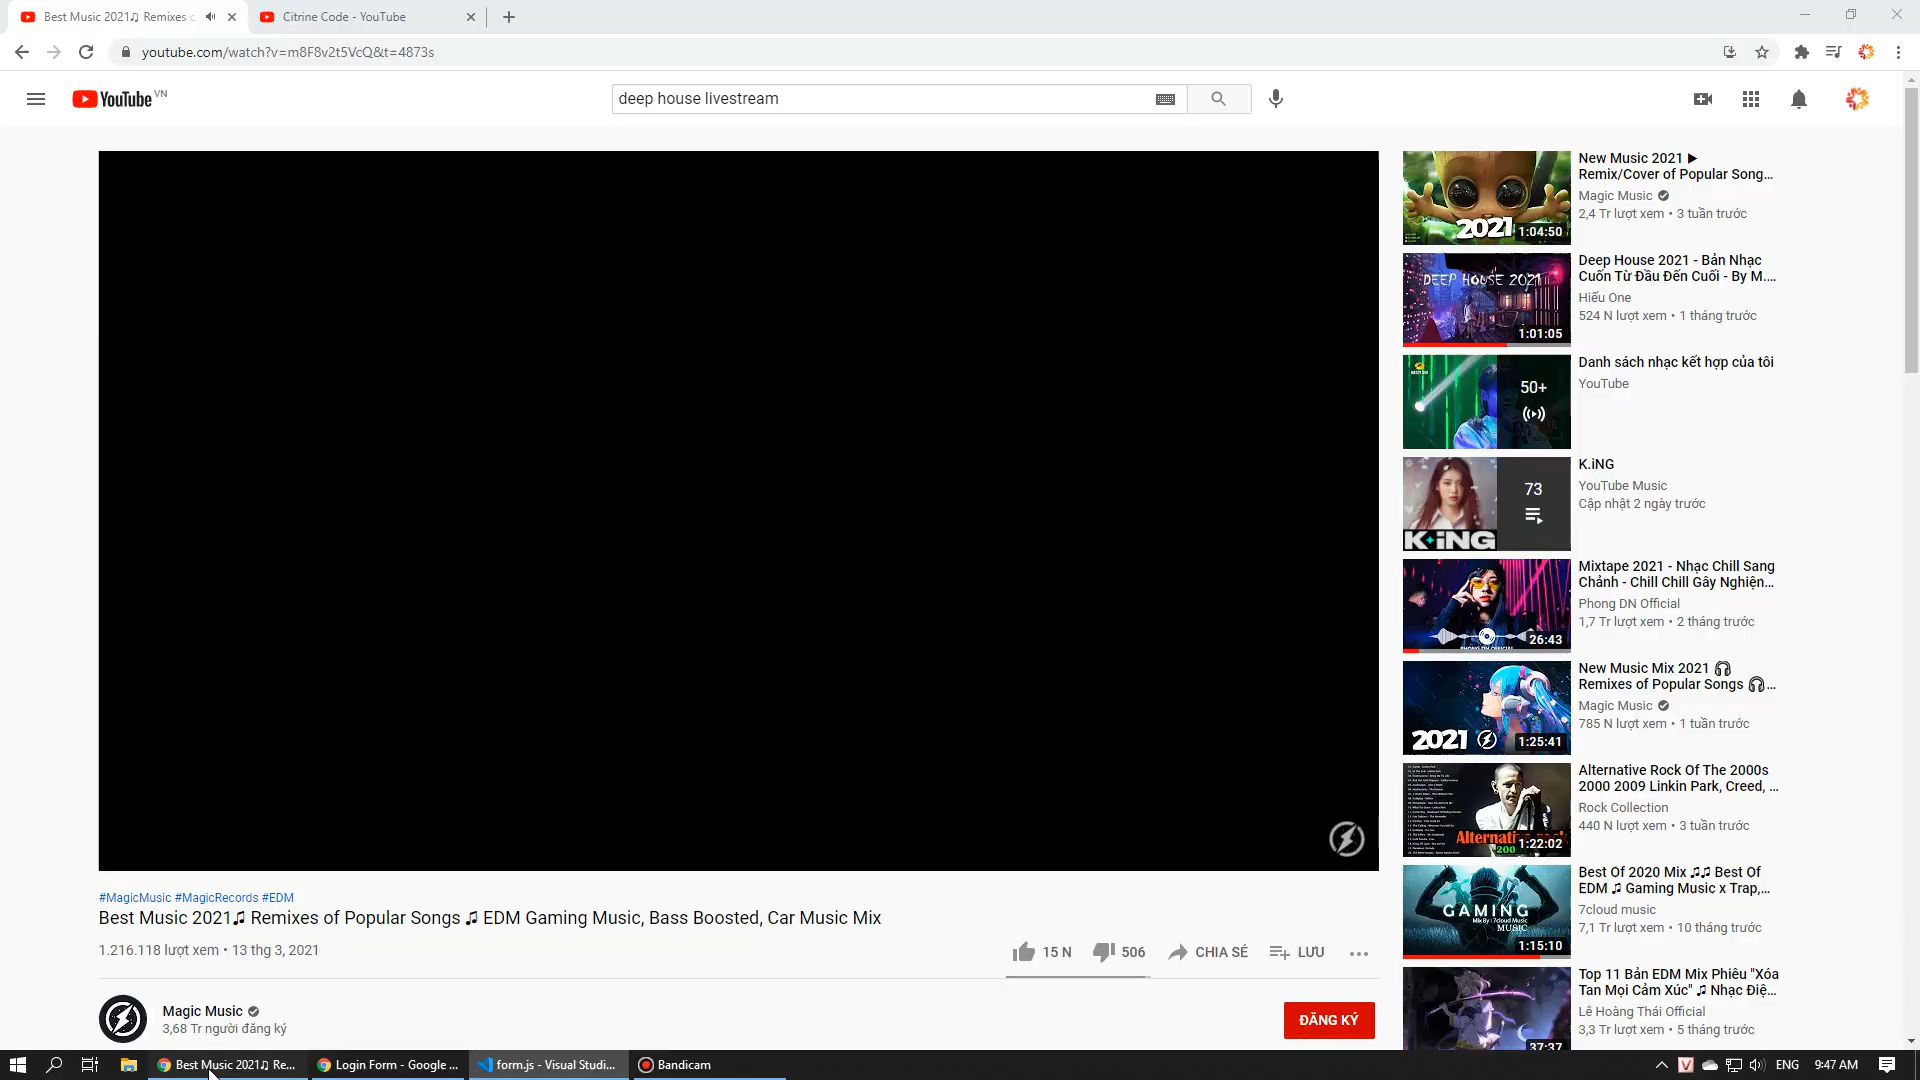 Best Music 2021♫ Remixes o
Citrine Code - YouTube
youtube.com/watch?v=m8F8v2t5VcQ&t=4873s
YouTube VN
deep house livestream
#MagicMusic #MagicRecords #EDM
Best Music 2021♫ Remixes of Popular Songs ♫ EDM Gaming Music, Bass Boosted, Car Music Mix
1.216.118 lượt xem • 13 thg 3, 2021
15 N
506
CHIA SẺ
LƯU
Magic Music
3,68 Tr người đăng ký
ĐĂNG KÝ
2021
1:04:50
New Music 2021 ▶
Remix/Cover of Popular Song...
Magic Music
2,4 Tr lượt xem • 3 tuần trước
DEEP HOUSE 2021
1:01:05
Deep House 2021 - Bản Nhạc
Cuốn Từ Đầu Đến Cuối - By M....
Hiếu One
524 N lượt xem • 1 tháng trước
50+
Danh sách nhạc kết hợp của tôi
YouTube
73
K+iNG
K.iNG
YouTube Music
Cập nhật 2 ngày trước
26:43
Mixtape 2021 - Nhạc Chill Sang
Chảnh - Chill Chill Gây Nghiện...
Phong DN Official
1,7 Tr lượt xem • 2 tháng trước
2021
1:25:41
New Music Mix 2021 🎧
Remixes of Popular Songs 🎧...
Magic Music
785 N lượt xem • 1 tuần trước
Alternati
200
1:22:02
Alternative Rock Of The 2000s
2000 2009 Linkin Park, Creed, ...
Rock Collection
440 N lượt xem • 3 tuần trước
GAMING
Mix By : 7cloud Music
MUSIC
1:15:10
Best Of 2020 Mix ♫♫ Best Of
EDM ♫ Gaming Music x Trap,...
7cloud music
7,1 Tr lượt xem • 10 tháng trước
37:37
Top 11 Bản EDM Mix Phiêu "Xóa
Tan Mọi Cảm Xúc" ♫ Nhạc Điệ...
Lê Hoàng Thái Official
3,3 Tr lượt xem • 5 tháng trước
Best Music 2021♫ Re...
Login Form - Google ...
form.js - Visual Studi...
Bandicam
ENG
9:47 AM